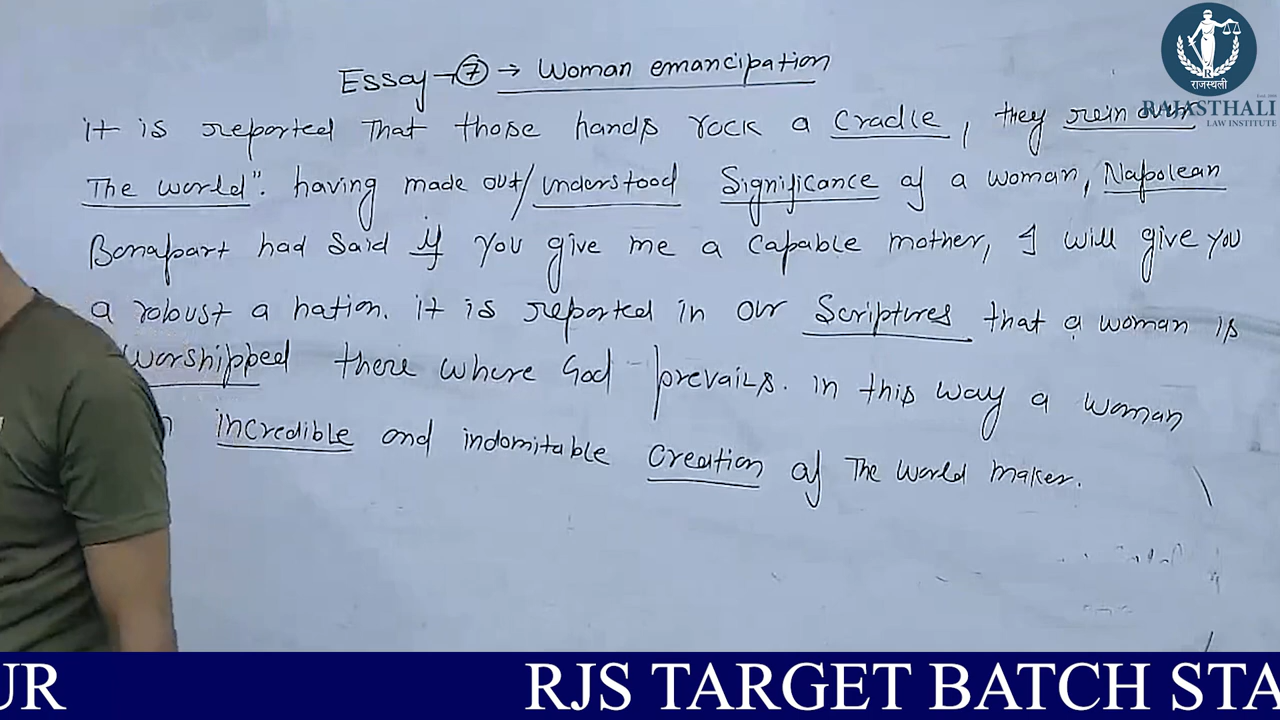 Essay → ⑦ → Woman emancipation
it is reported That those hands rock a Cradle, they rein over
The world". having made out/understood Significance of a woman, Napolean
Bonapart had Said if you give me a Capable mother, I will give you
a robust a nation. it is reported in our Scriptures that a woman is
worshipped there where God prevails. in this way a woman
incredible and indomitable Creation of The world maker.
राजस्थली
RAJASTHALI
LAW INSTITUTE
UR RJS TARGET BATCH STA